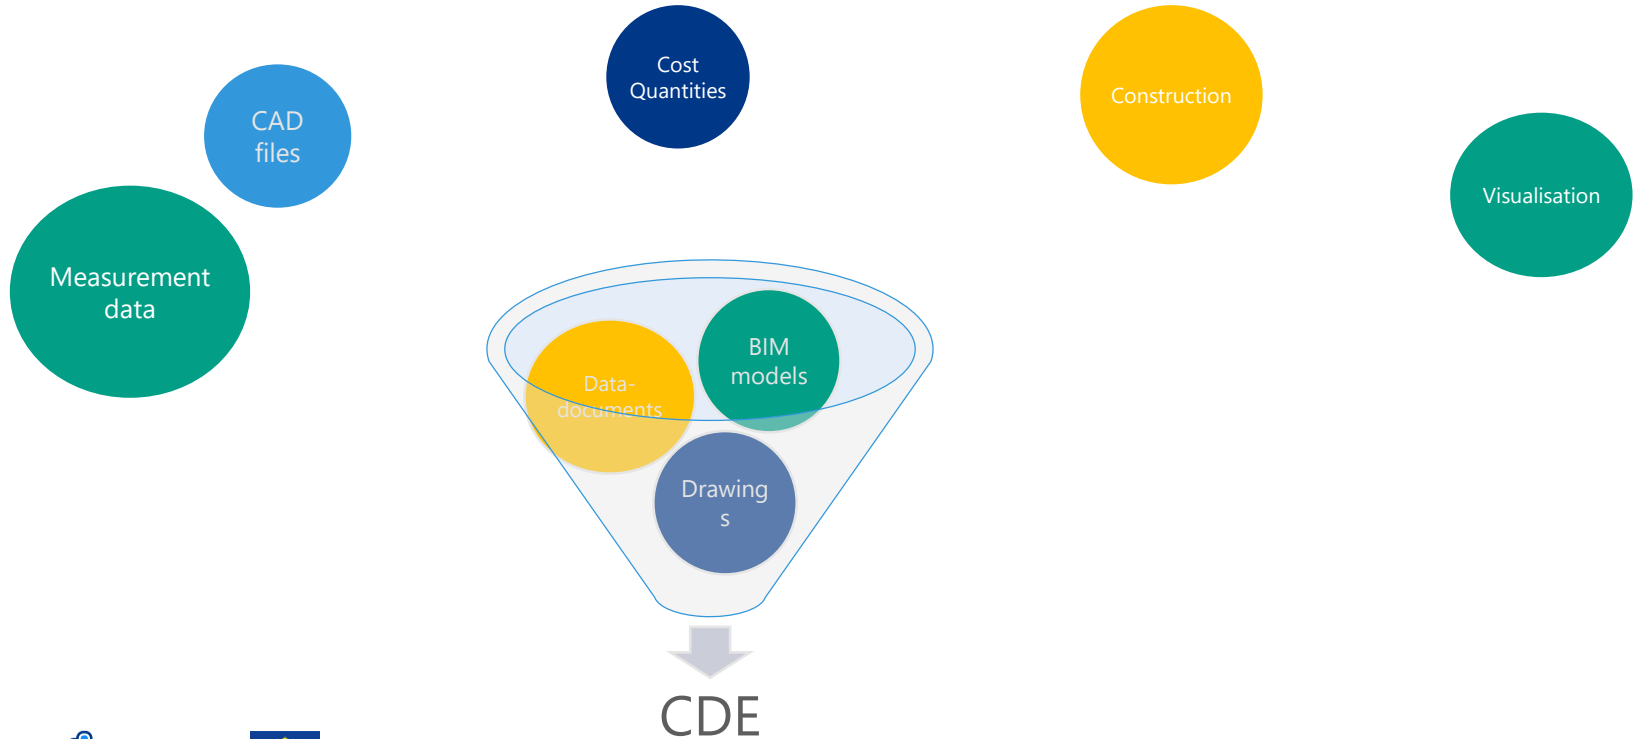 Cost
Quantities
Construction
CAD
files
Visualisation
Measurement
data
BIM
models
Data-
documents
Drawing
s
CDE